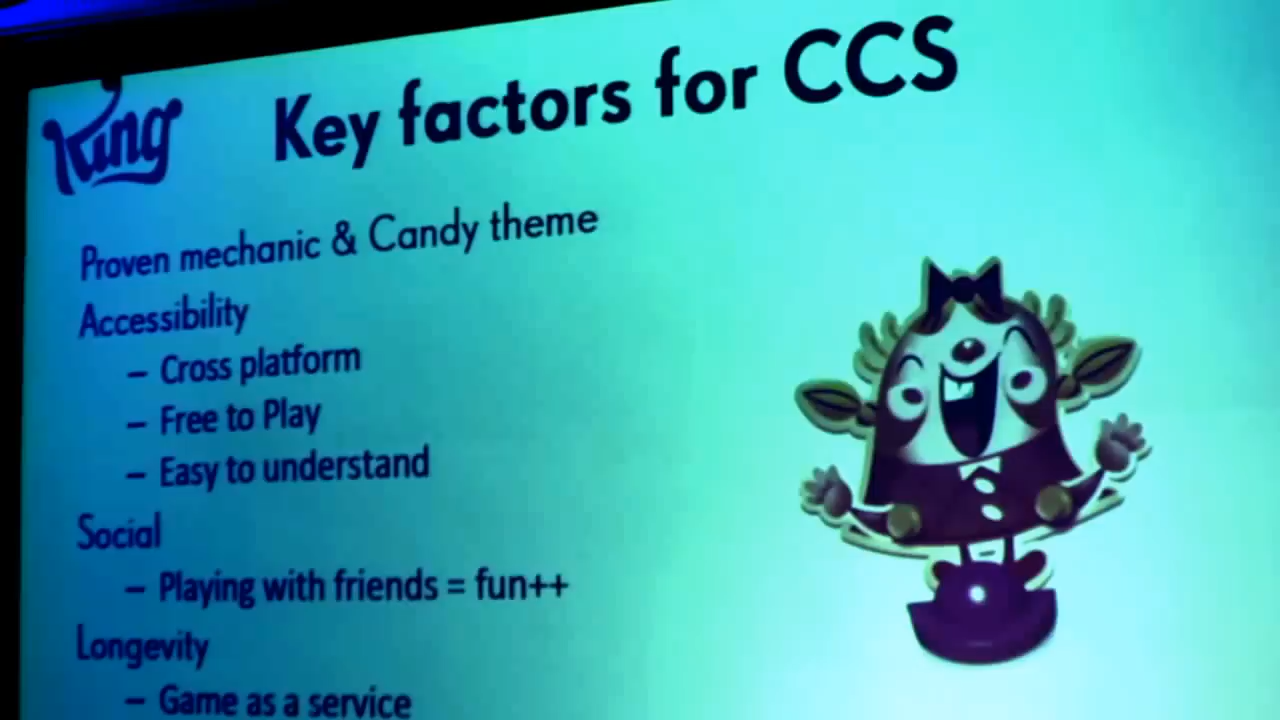 King
Key factors for CCS
Proven mechanic & Candy theme
Accessibility
– Cross platform
– Free to Play
– Easy to understand
Social
– Playing with friends = fun++
Longevity
– Game as a service